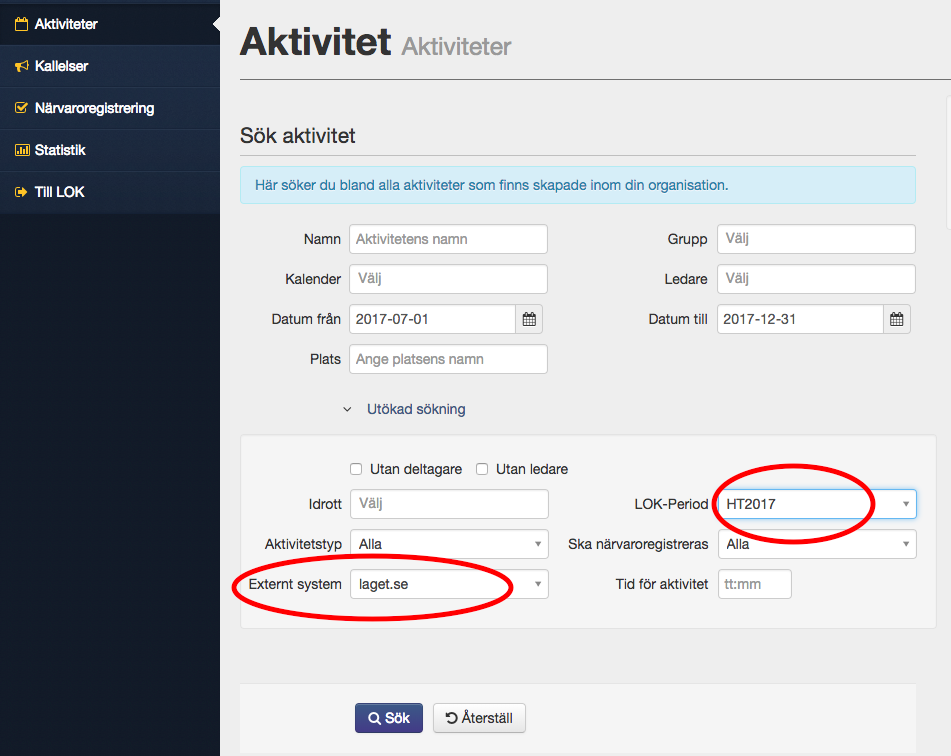 Aktiviteter
Kallelser
Närvaroregistrering
Statistik
Till LOK
Aktivitet Aktiviteter
Sök aktivitet
Här söker du bland alla aktiviteter som finns skapade inom din organisation.
Namn Aktivitetens namn Grupp Välj
Kalender Välj Ledare Välj
Datum från 2017-07-01 Datum till 2017-12-31
Plats Ange platsens namn
Utökad sökning
Utan deltagare Utan ledare
Idrott Välj LOK-Period HT2017
Aktivitetstyp Alla Ska närvaroregistreras Alla
Externt system laget.se Tid för aktivitet tt:mm
Sök Återställ